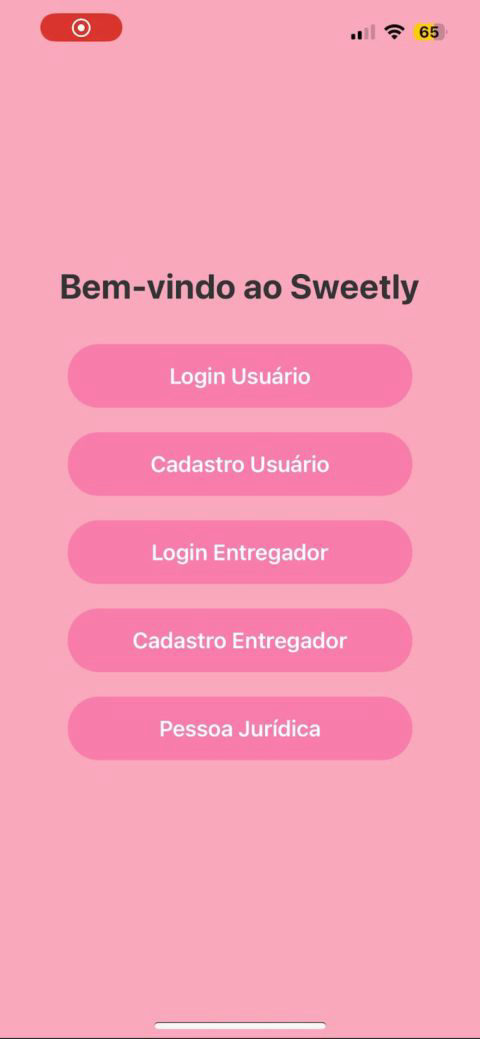 65
Bem-vindo ao Sweetly
Login Usuário
Cadastro Usuário
Login Entregador
Cadastro Entregador
Pessoa Jurídica